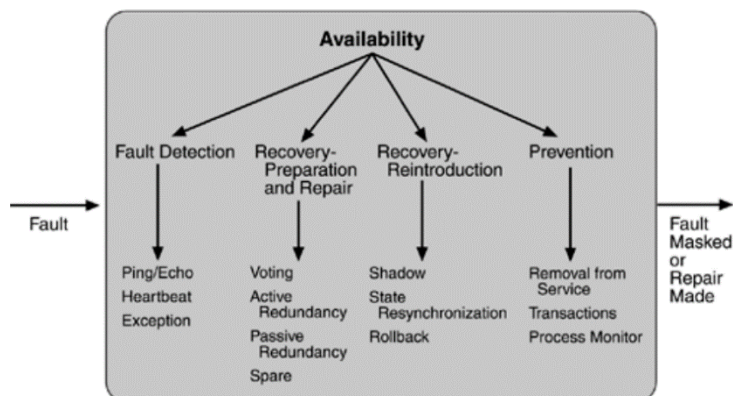 Availability
Fault Detection
Recovery-
Preparation
and Repair
Recovery-
Reintroduction
Prevention
Fault
Fault
Masked
or
Repair
Made
Ping/Echo
Heartbeat
Exception
Voting
Active
Redundancy
Passive
Redundancy
Spare
Shadow
State
Resynchronization
Rollback
Removal from
Service
Transactions
Process Monitor